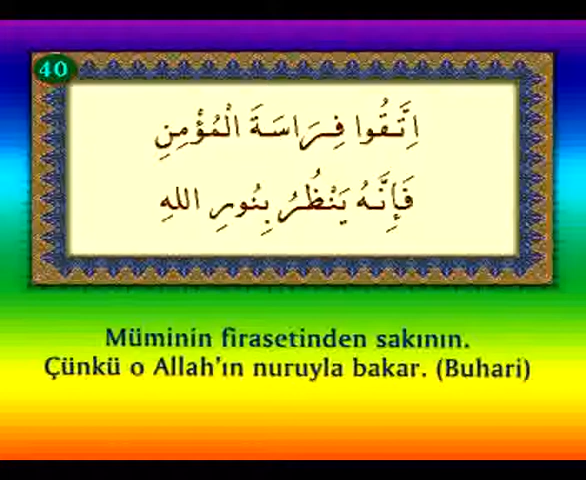 40
اِتَّقُوا فِرَاسَةَ الْمُؤْمِنِ
فَإِنَّهُ يَنْظُرُ بِنُورِ اللهِ
Müminin firasetinden sakının.
Çünkü o Allah'ın nuruyla bakar. (Buhari)